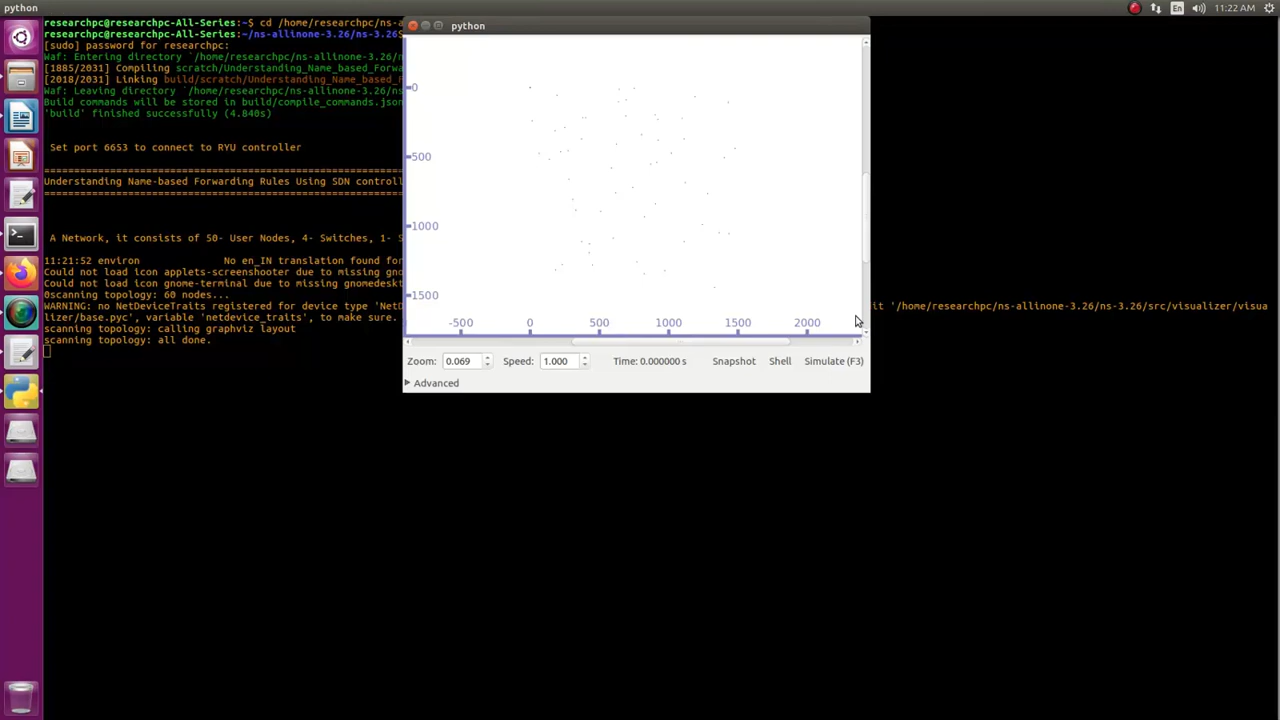 python
En
11:22 AM
researchpc@researchpc-All-Series:~$ cd /home/researchpc/ns-a
researchpc@researchpc-All-Series:~/ns-allinone-3.26/ns-3.26$
[sudo] password for researchpc:
Waf: Entering directory `/home/researchpc/ns-allinone-3.26/
[1885/2031] Compiling scratch/Understanding_Name_based_Forwa
[2018/2031] Linking build/scratch/Understanding_Name_based_F
Waf: Leaving directory `/home/researchpc/ns-allinone-3.26/ns
Build commands will be stored in build/compile_commands.json
'build' finished successfully (4.840s)
Set port 6653 to connect to RYU controller
============================================================
Understanding Name-based Forwarding Rules Using SDN controll
============================================================
A Network, it consists of 50- User Nodes, 4- Switches, 1- S
11:21:52 environ No en_IN translation found for
Could not load icon applets-screenshooter due to missing gno
Could not load icon gnome-terminal due to missing gnomedeskt
0scanning topology: 60 nodes...
WARNING: no NetDeviceTraits registered for device type 'NetD
it '/home/researchpc/ns-allinone-3.26/ns-3.26/src/visualizer/visua
lizer/base.pyc', variable 'netdevice_traits', to make sure.
scanning topology: calling graphviz layout
scanning topology: all done.
python
0
500
1000
1500
-500 0 500 1000 1500 2000
Zoom: 0.069 Speed: 1.000 Time: 0.000000 s Snapshot Shell Simulate (F3)
Advanced